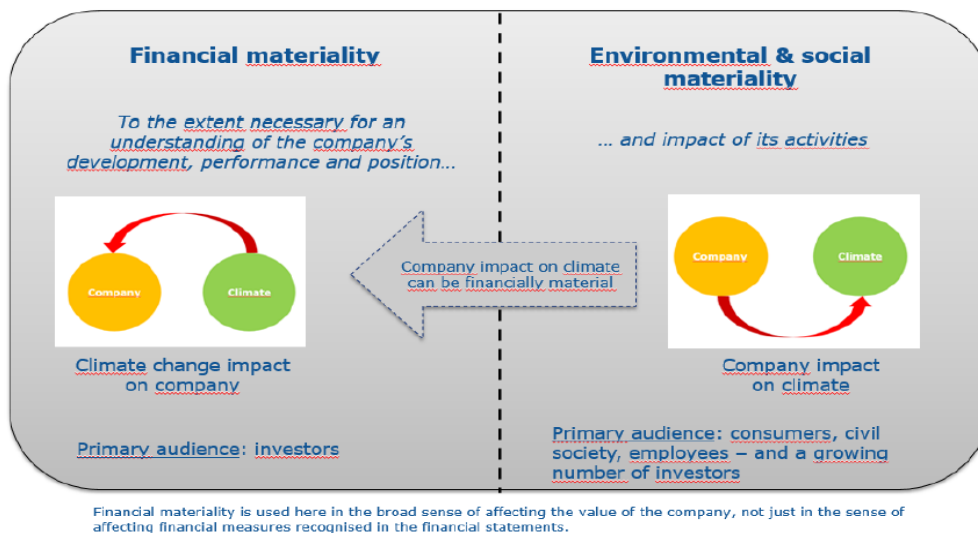 Financial materiality
To the extent necessary for an
understanding of the company's
development, performance and position...
Company
Climate
Climate change impact
on company
Primary audience: investors
Company impact on climate
can be financially material
Environmental & social
materiality
... and impact of its activities
Company
Climate
Company impact
on climate
Primary audience: consumers, civil
society, employees – and a growing
number of investors
Financial materiality is used here in the broad sense of affecting the value of the company, not just in the sense of
affecting financial measures recognised in the financial statements.